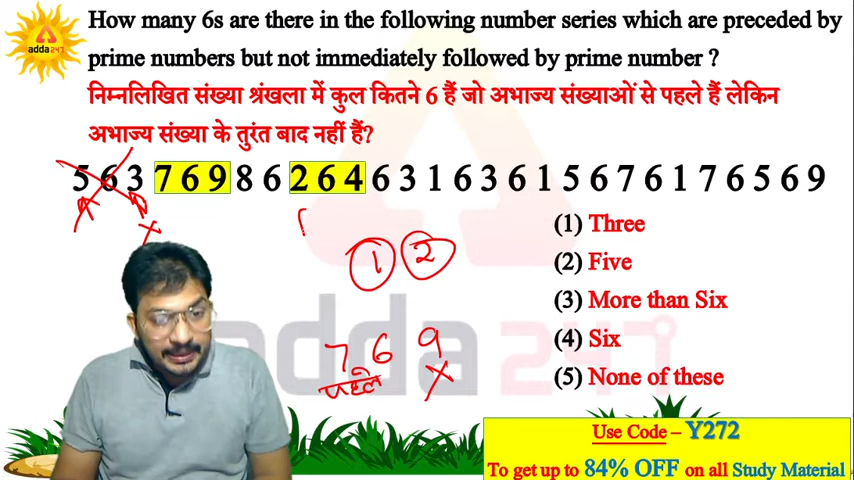 How many 6s are there in the following number series which are preceded by
adda247
prime numbers but not immediately followed by prime number ?
निम्नलिखित संख्या श्रंखला में कुल कितने 6 हैं जो अभाज्य संख्याओं से पहले हैं लेकिन
अभाज्य संख्या के तुरंत बाद नहीं हैं?
5 6 3 7 6 9 8 6 2 6 4 6 3 1 6 3 6 1 5 6 7 6 1 7 6 5 6 9
(1) Three
1 2
(2) Five
(3) More than Six
adda247
7 6 9
(4) Six
पहले
(5) None of these
Use Code – Y272
To get up to 84% OFF on all Study Material